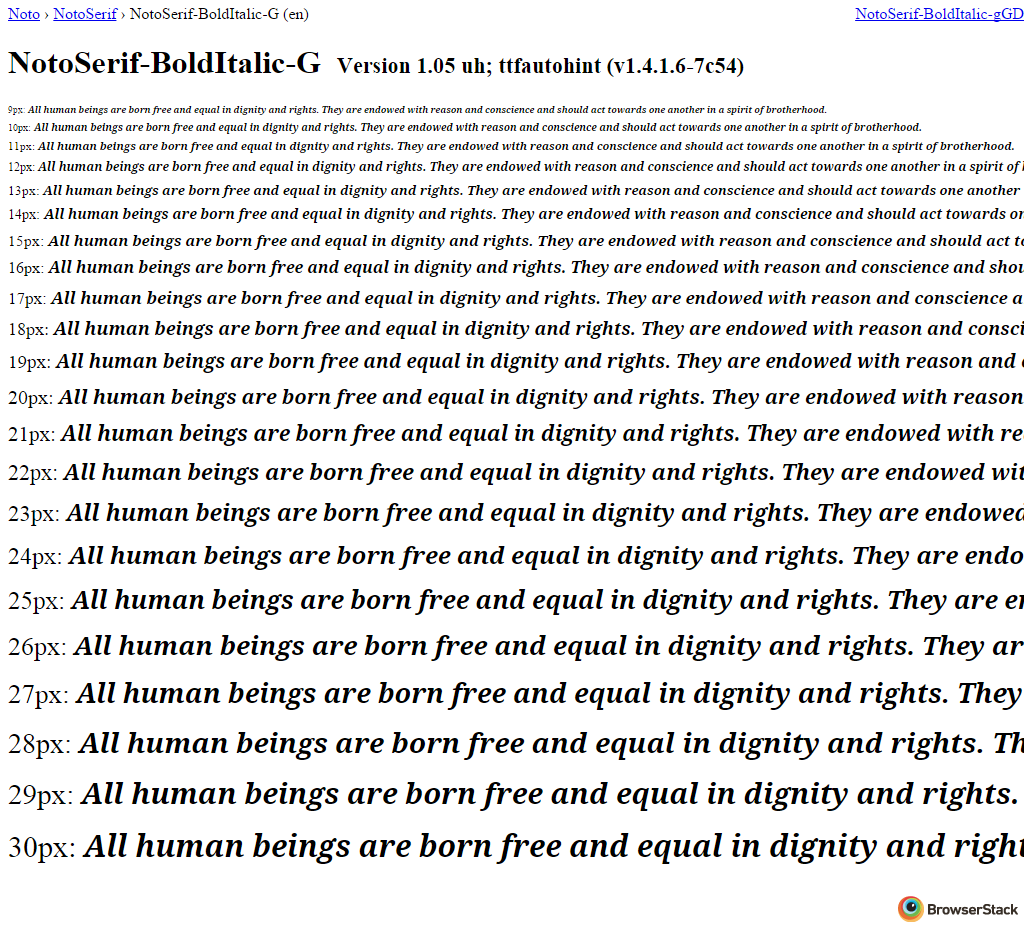 Noto › NotoSerif › NotoSerif-BoldItalic-G (en) NotoSerif-BoldItalic-gGD
NotoSerif-BoldItalic-G Version 1.05 uh; ttfautohint (v1.4.1.6-7c54)
9px: All human beings are born free and equal in dignity and rights. They are endowed with reason and conscience and should act towards one another in a spirit of brotherhood.
10px: All human beings are born free and equal in dignity and rights. They are endowed with reason and conscience and should act towards one another in a spirit of brotherhood.
11px: All human beings are born free and equal in dignity and rights. They are endowed with reason and conscience and should act towards one another in a spirit of brotherhood.
12px: All human beings are born free and equal in dignity and rights. They are endowed with reason and conscience and should act towards one another in a spirit of
13px: All human beings are born free and equal in dignity and rights. They are endowed with reason and conscience and should act towards one another
14px: All human beings are born free and equal in dignity and rights. They are endowed with reason and conscience and should act towards on
15px: All human beings are born free and equal in dignity and rights. They are endowed with reason and conscience and should act to
16px: All human beings are born free and equal in dignity and rights. They are endowed with reason and conscience and shou
17px: All human beings are born free and equal in dignity and rights. They are endowed with reason and conscience a
18px: All human beings are born free and equal in dignity and rights. They are endowed with reason and consci
19px: All human beings are born free and equal in dignity and rights. They are endowed with reason and
20px: All human beings are born free and equal in dignity and rights. They are endowed with reason
21px: All human beings are born free and equal in dignity and rights. They are endowed with re
22px: All human beings are born free and equal in dignity and rights. They are endowed wit
23px: All human beings are born free and equal in dignity and rights. They are endowed
24px: All human beings are born free and equal in dignity and rights. They are endo
25px: All human beings are born free and equal in dignity and rights. They are en
26px: All human beings are born free and equal in dignity and rights. They ar
27px: All human beings are born free and equal in dignity and rights. They
28px: All human beings are born free and equal in dignity and rights. Th
29px: All human beings are born free and equal in dignity and rights.
30px: All human beings are born free and equal in dignity and right
BrowserStack